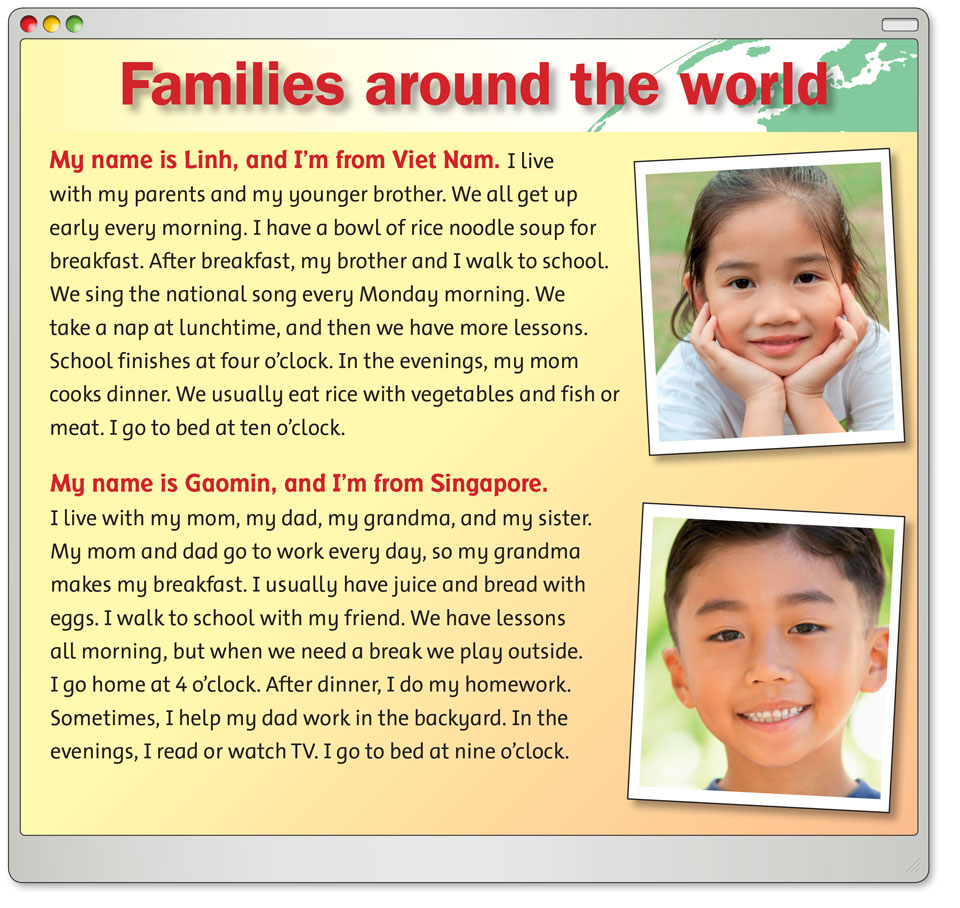 Families around the world
My name is Linh, and I'm from Viet Nam. I live
with my parents and my younger brother. We all get up
early every morning. I have a bowl of rice noodle soup for
breakfast. After breakfast, my brother and I walk to school.
We sing the national song every Monday morning. We
take a nap at lunchtime, and then we have more lessons.
School finishes at four o'clock. In the evenings, my mom
cooks dinner. We usually eat rice with vegetables and fish or
meat. I go to bed at ten o'clock.
My name is Gaomin, and I'm from Singapore.
I live with my mom, my dad, my grandma, and my sister.
My mom and dad go to work every day, so my grandma
makes my breakfast. I usually have juice and bread with
eggs. I walk to school with my friend. We have lessons
all morning, but when we need a break we play outside.
I go home at 4 o'clock. After dinner, I do my homework.
Sometimes, I help my dad work in the backyard. In the
evenings, I read or watch TV. I go to bed at nine o'clock.